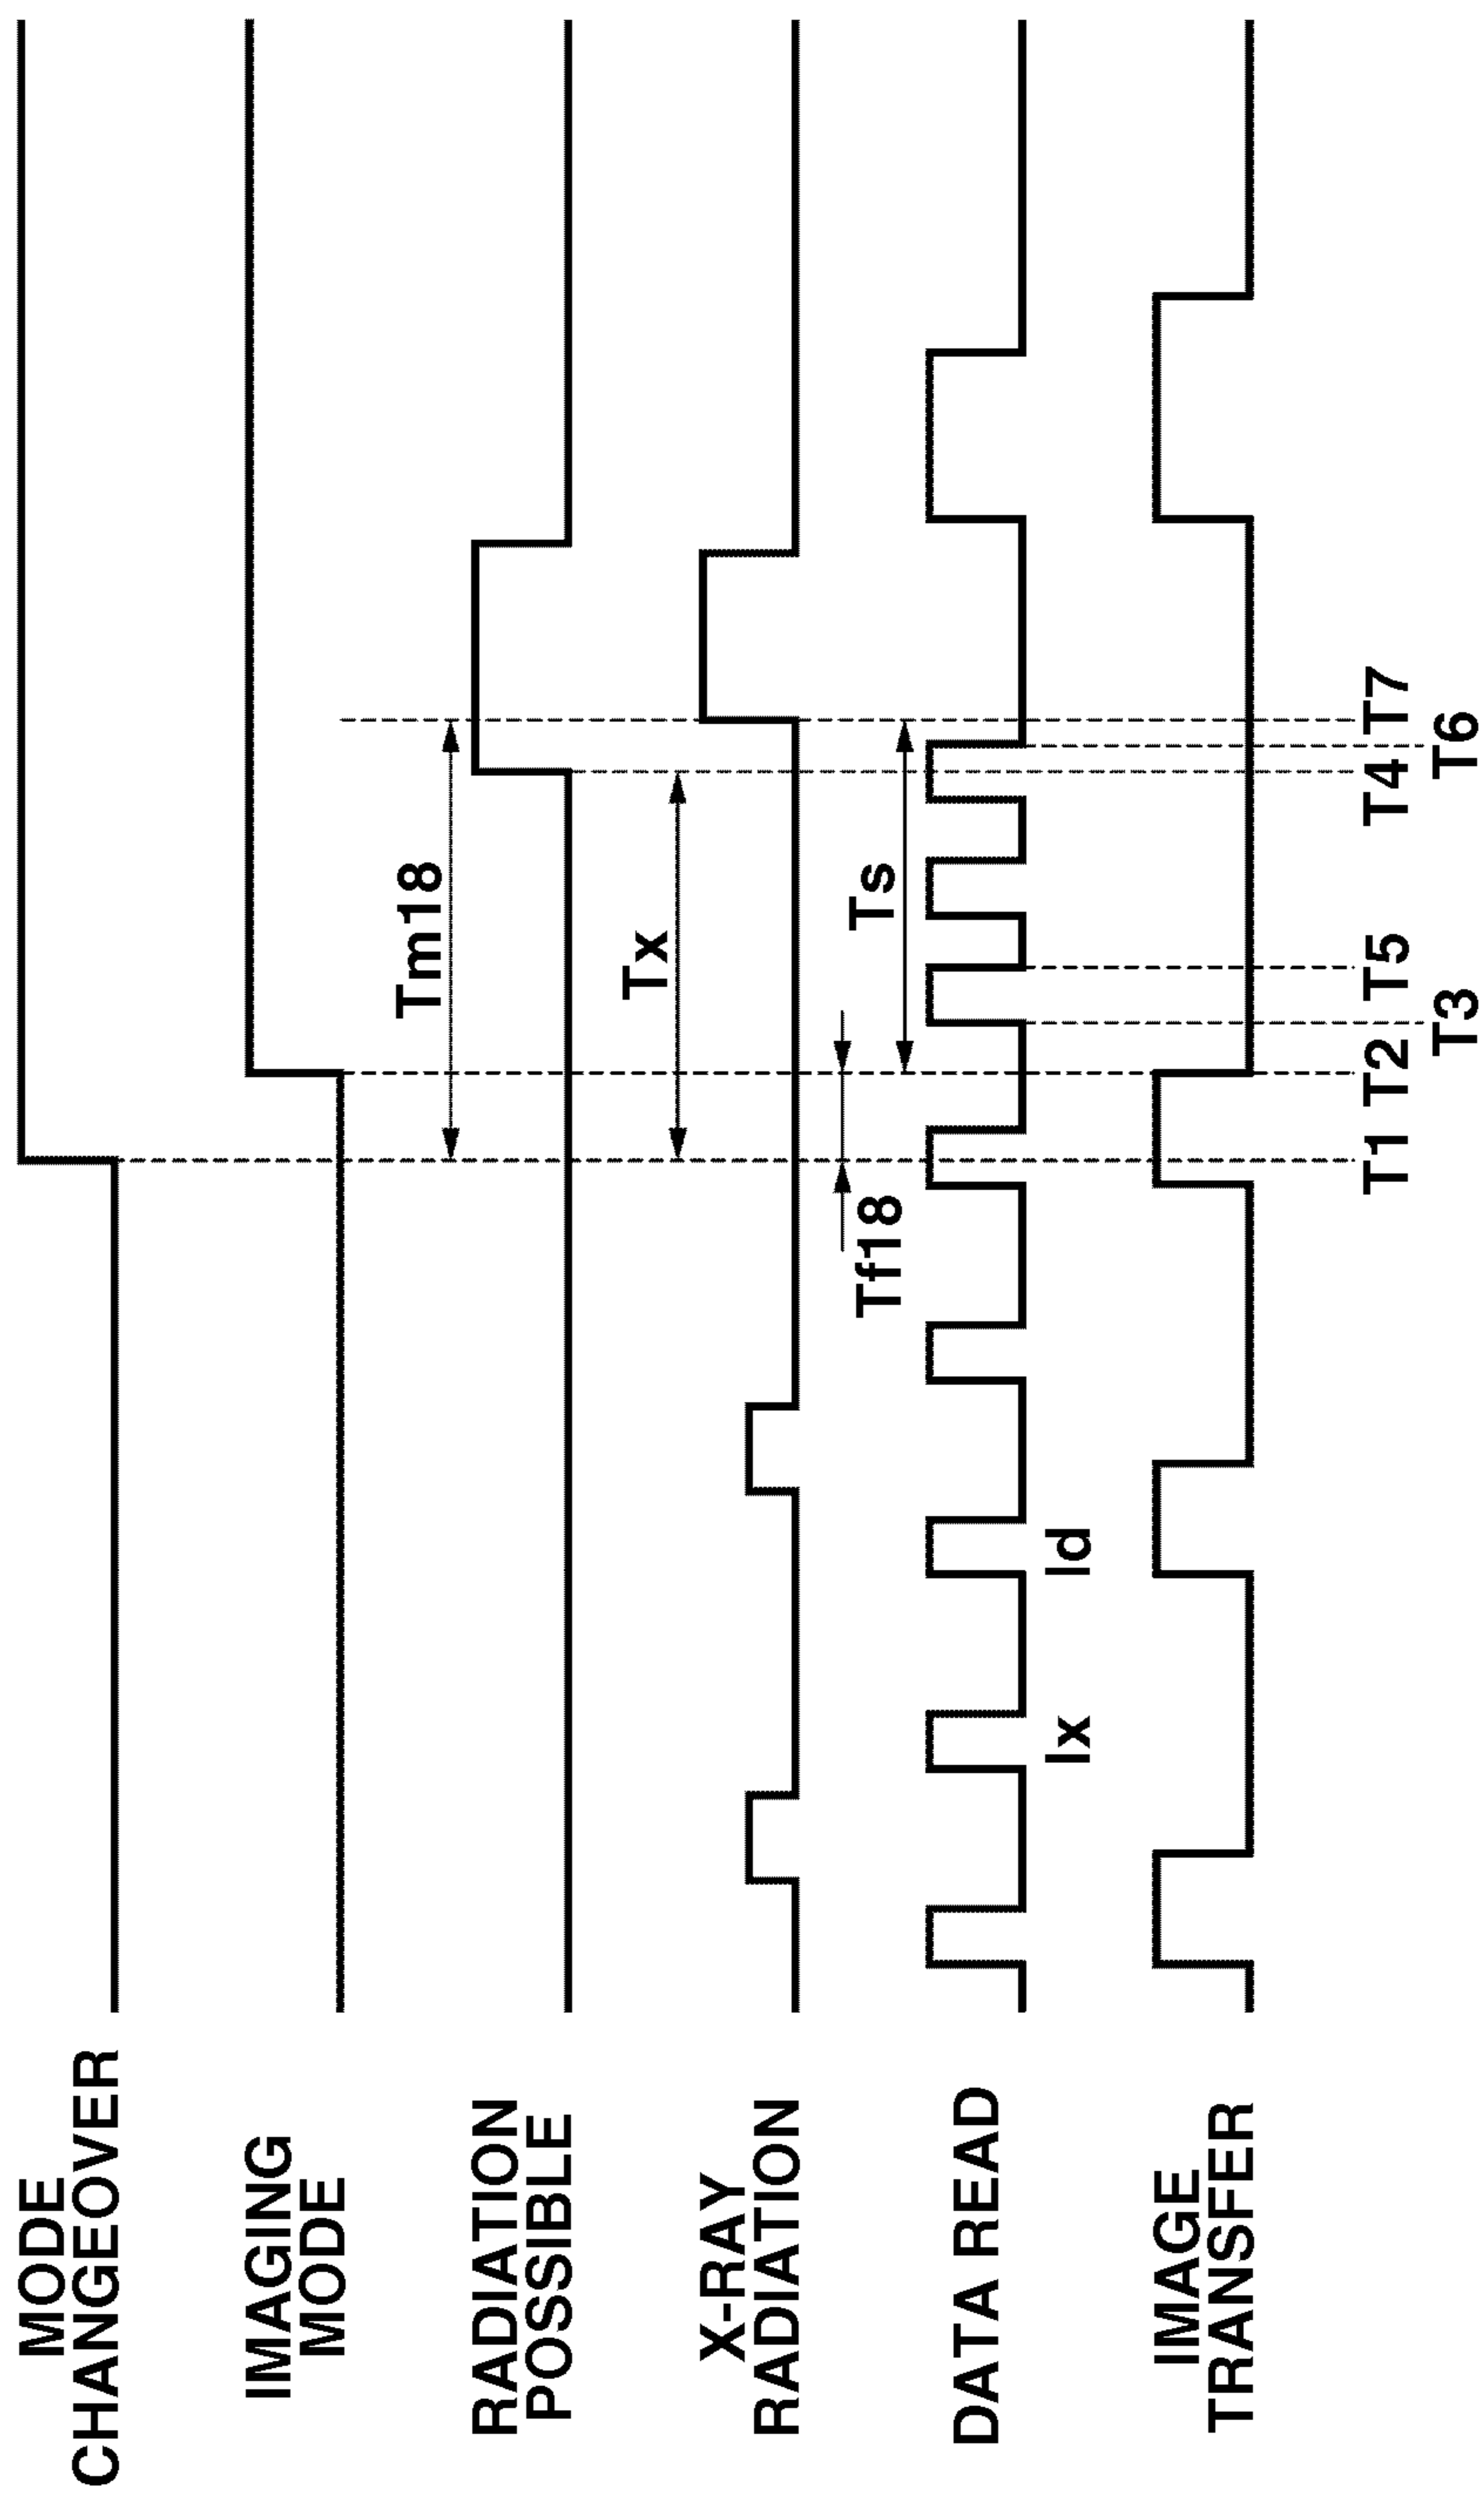 MODE
CHANGEOVER
IMAGING
MODE
RADIATION
POSSIBLE
Tm18
X-RAY
RADIATION
Tx
DATA READ
Tf18
Ts
Ix
Id
IMAGE
TRANSFER
T1 T2 T5 T4 T7
T3 T6